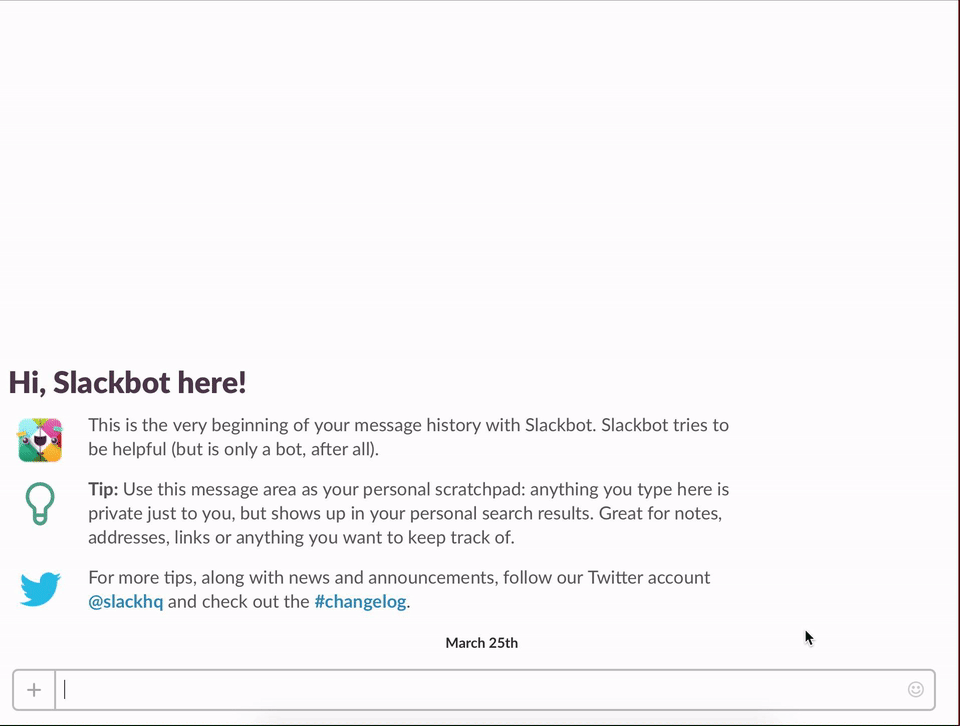 Hi, Slackbot here!
This is the very beginning of your message history with Slackbot. Slackbot tries to
be helpful (but is only a bot, after all).
Tip: Use this message area as your personal scratchpad: anything you type here is
private just to you, but shows up in your personal search results. Great for notes,
addresses, links or anything you want to keep track of.
For more tips, along with news and announcements, follow our Twitter account
@slackhq and check out the #changelog.
March 25th